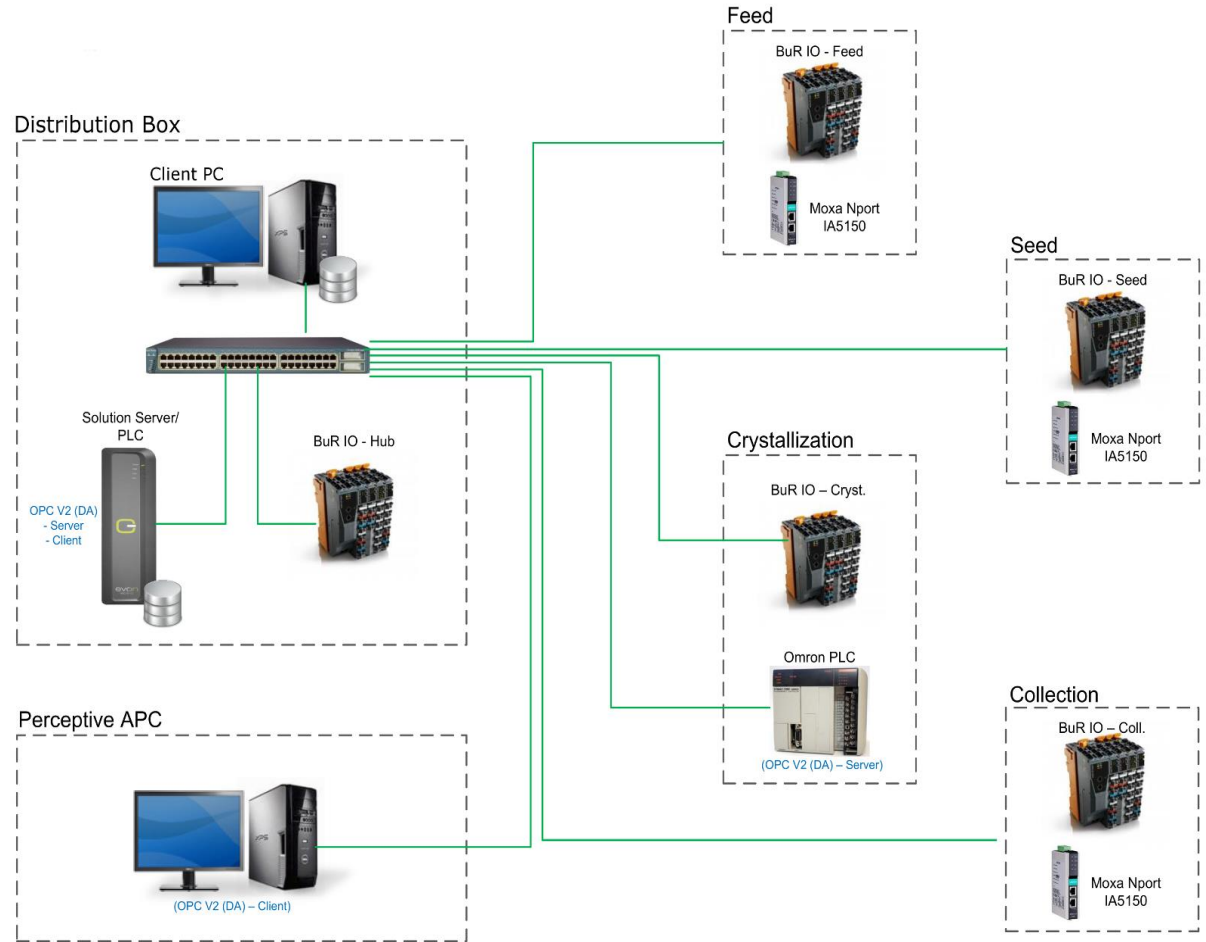 Feed
BuR IO - Feed
Moxa Nport
IA5150
Distribution Box
Client PC
Solution Server/
PLC
OPC V2 (DA)
- Server
- Client
evon
BuR IO - Hub
Seed
BuR IO - Seed
Moxa Nport
IA5150
Crystallization
BuR IO – Cryst.
Omron PLC
(OPC V2 (DA) – Server)
Collection
BuR IO – Coll.
Moxa Nport
IA5150
Perceptive APC
XPS
(OPC V2 (DA) – Client)